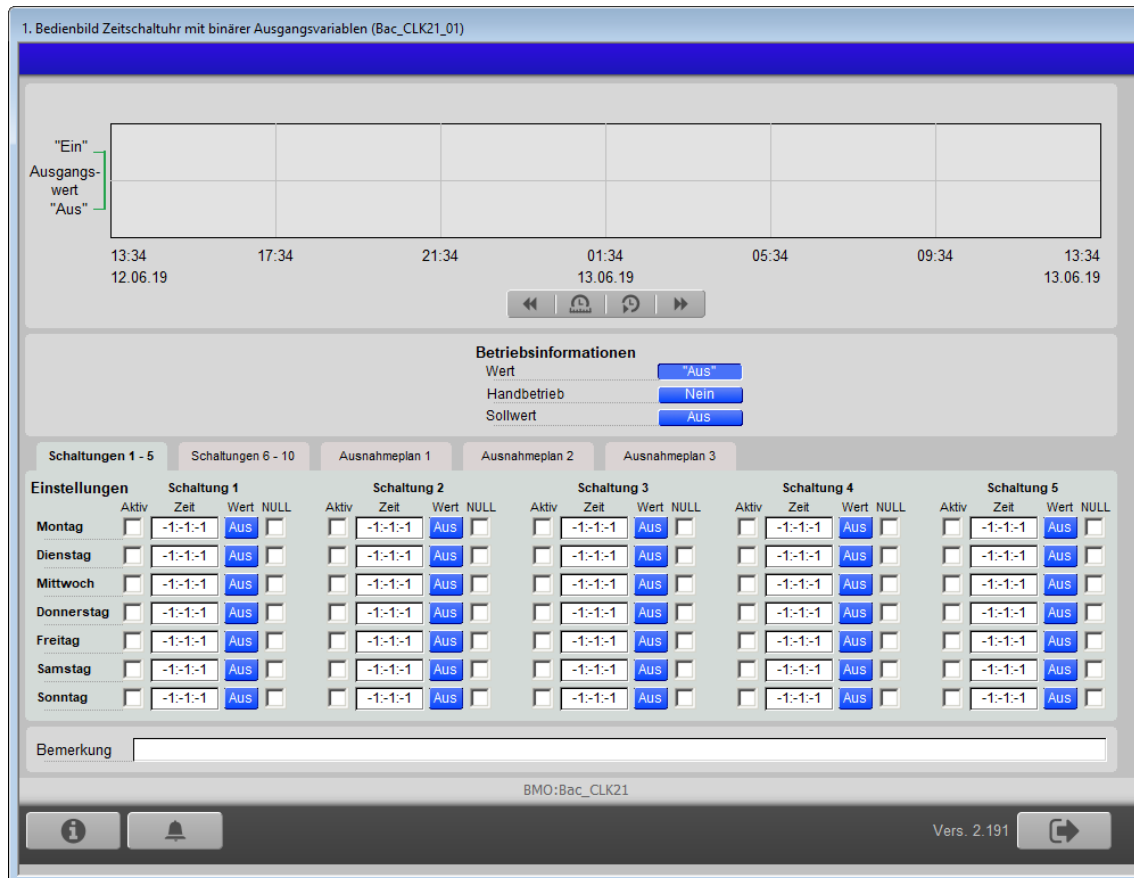 1. Bedienbild Zeitschaltuhr mit binärer Ausgangsvariablen (Bac_CLK21_01)
"Ein"
Ausgangs-
wert
"Aus"
13:34 17:34 21:34 01:34 05:34 09:34 13:34
12.06.19 13.06.19 13.06.19
Betriebsinformationen
Wert "Aus"
Handbetrieb Nein
Sollwert Aus
Schaltungen 1 - 5 Schaltungen 6 - 10 Ausnahmeplan 1 Ausnahmeplan 2 Ausnahmeplan 3
Einstellungen Schaltung 1 Schaltung 2 Schaltung 3 Schaltung 4 Schaltung 5
Aktiv Zeit Wert NULL Aktiv Zeit Wert NULL Aktiv Zeit Wert NULL Aktiv Zeit Wert NULL Aktiv Zeit Wert NULL
Montag -1:-1:-1 Aus -1:-1:-1 Aus -1:-1:-1 Aus -1:-1:-1 Aus -1:-1:-1 Aus
Dienstag -1:-1:-1 Aus -1:-1:-1 Aus -1:-1:-1 Aus -1:-1:-1 Aus -1:-1:-1 Aus
Mittwoch -1:-1:-1 Aus -1:-1:-1 Aus -1:-1:-1 Aus -1:-1:-1 Aus -1:-1:-1 Aus
Donnerstag -1:-1:-1 Aus -1:-1:-1 Aus -1:-1:-1 Aus -1:-1:-1 Aus -1:-1:-1 Aus
Freitag -1:-1:-1 Aus -1:-1:-1 Aus -1:-1:-1 Aus -1:-1:-1 Aus -1:-1:-1 Aus
Samstag -1:-1:-1 Aus -1:-1:-1 Aus -1:-1:-1 Aus -1:-1:-1 Aus -1:-1:-1 Aus
Sonntag -1:-1:-1 Aus -1:-1:-1 Aus -1:-1:-1 Aus -1:-1:-1 Aus -1:-1:-1 Aus
Bemerkung
BMO:Bac_CLK21
Vers. 2.191